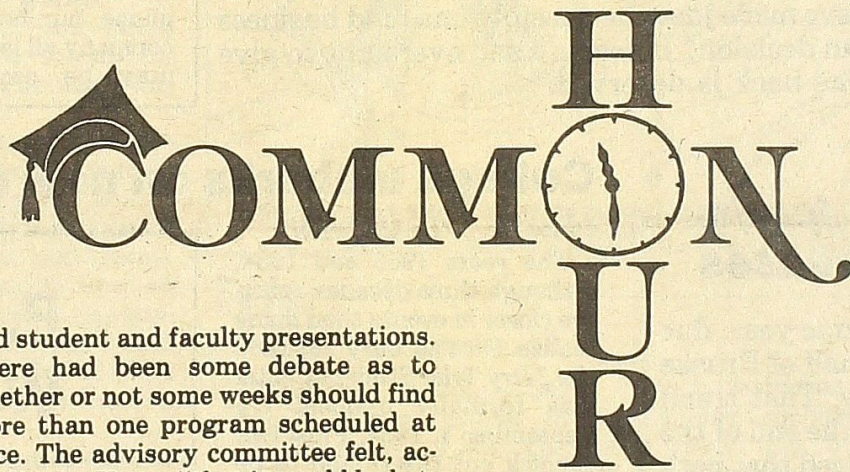 COMMON
HOUR
d student and faculty presentations.
ere had been some debate as to
ether or not some weeks should find
ore than one program scheduled at
ce. The advisory committee felt, ac-